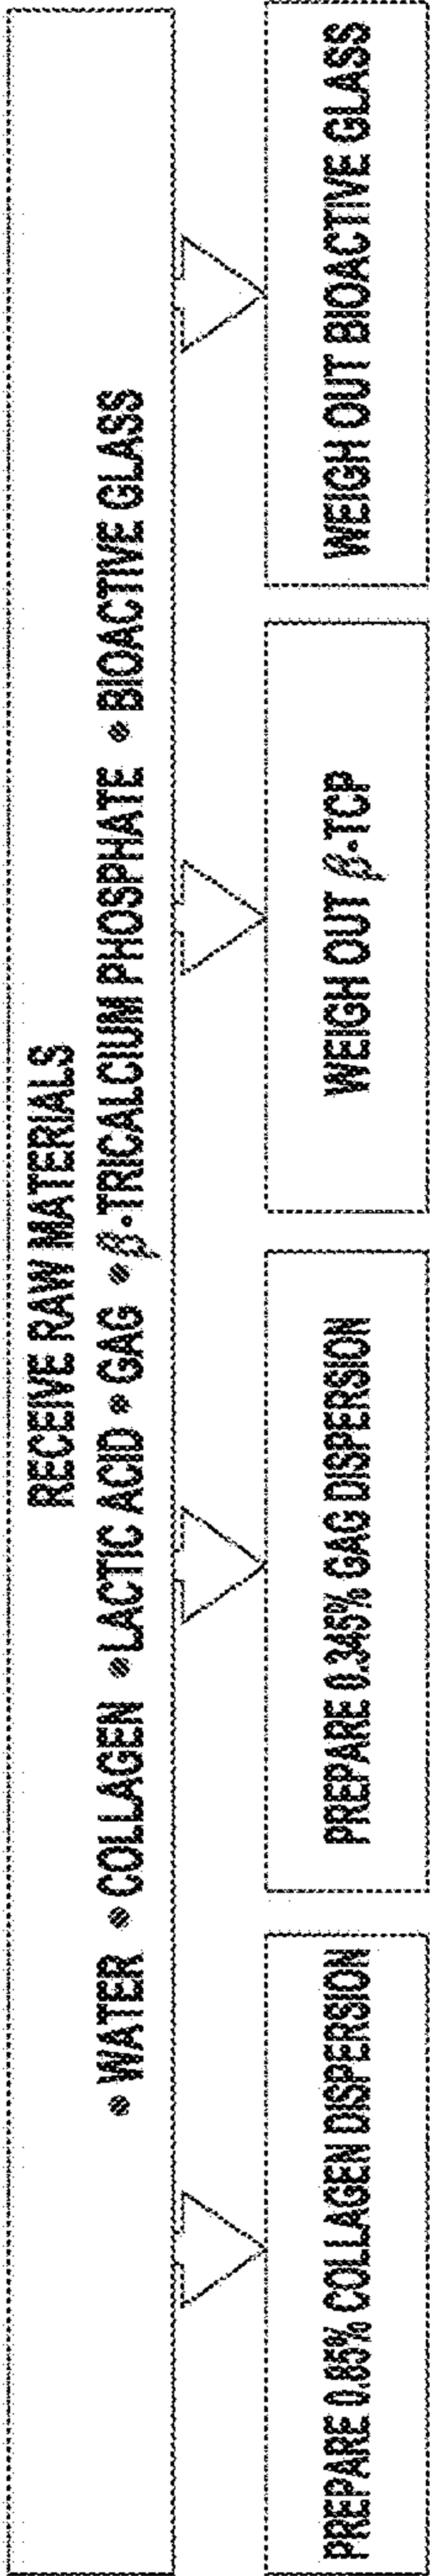 RECEIVE RAW MATERIALS
• WATER • COLLAGEN • LACTIC ACID • GAG • β-TRICALCIUM PHOSPHATE • BIOACTIVE GLASS
PREPARE 0.85% COLLAGEN DISPERSION
PREPARE 0.345% GAG DISPERSION
WEIGH OUT β-TCP
WEIGH OUT BIOACTIVE GLASS